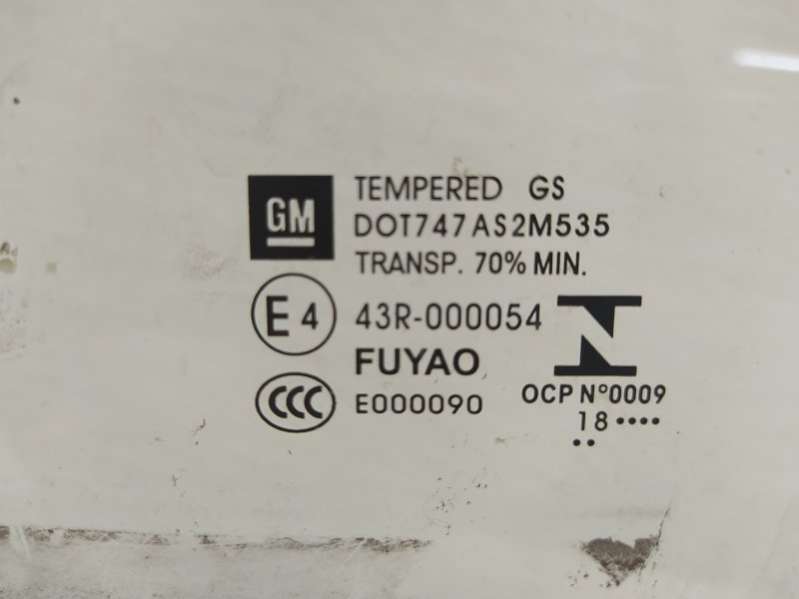 GM
TEMPERED GS
DOT747AS2M535
TRANSP. 70% MIN.
E4
43R-000054
FUYAO
CCC
E000090
N
OCP N°0009
18 ····
··